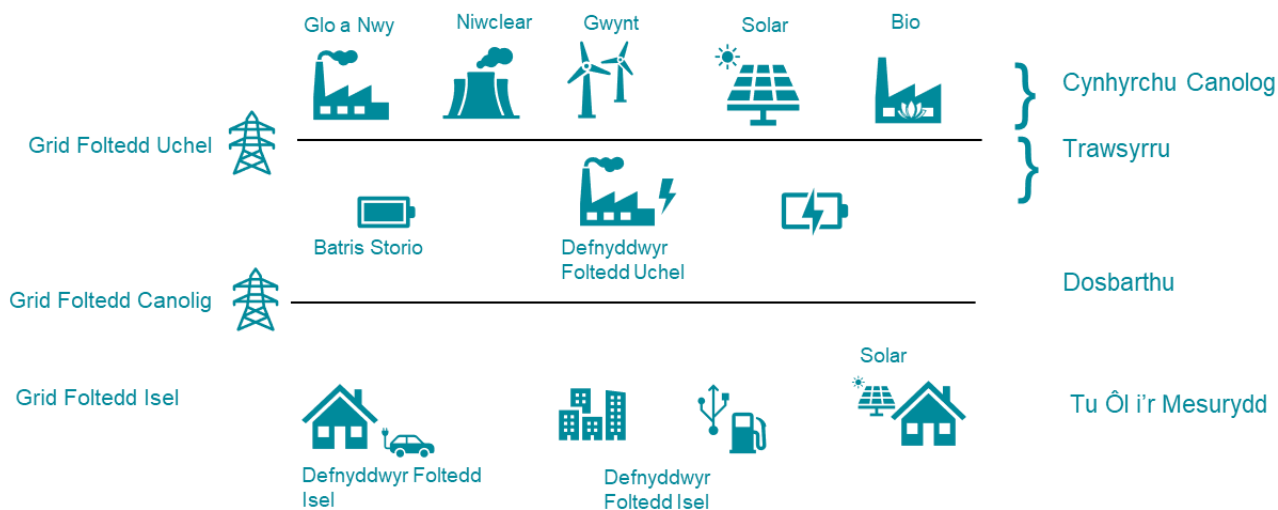 Glo a Nwy
Niwclear
Gwynt
Solar
Bio
Cynhyrchu Canolog
Grid Foltedd Uchel
Trawsyrru
Batris Storio
Defnyddwyr
Foltedd Uchel
Grid Foltedd Canolig
Dosbarthu
Solar
Grid Foltedd Isel
Tu Ôl i’r Mesurydd
Defnyddwyr Foltedd
Isel
Defnyddwyr
Foltedd Isel